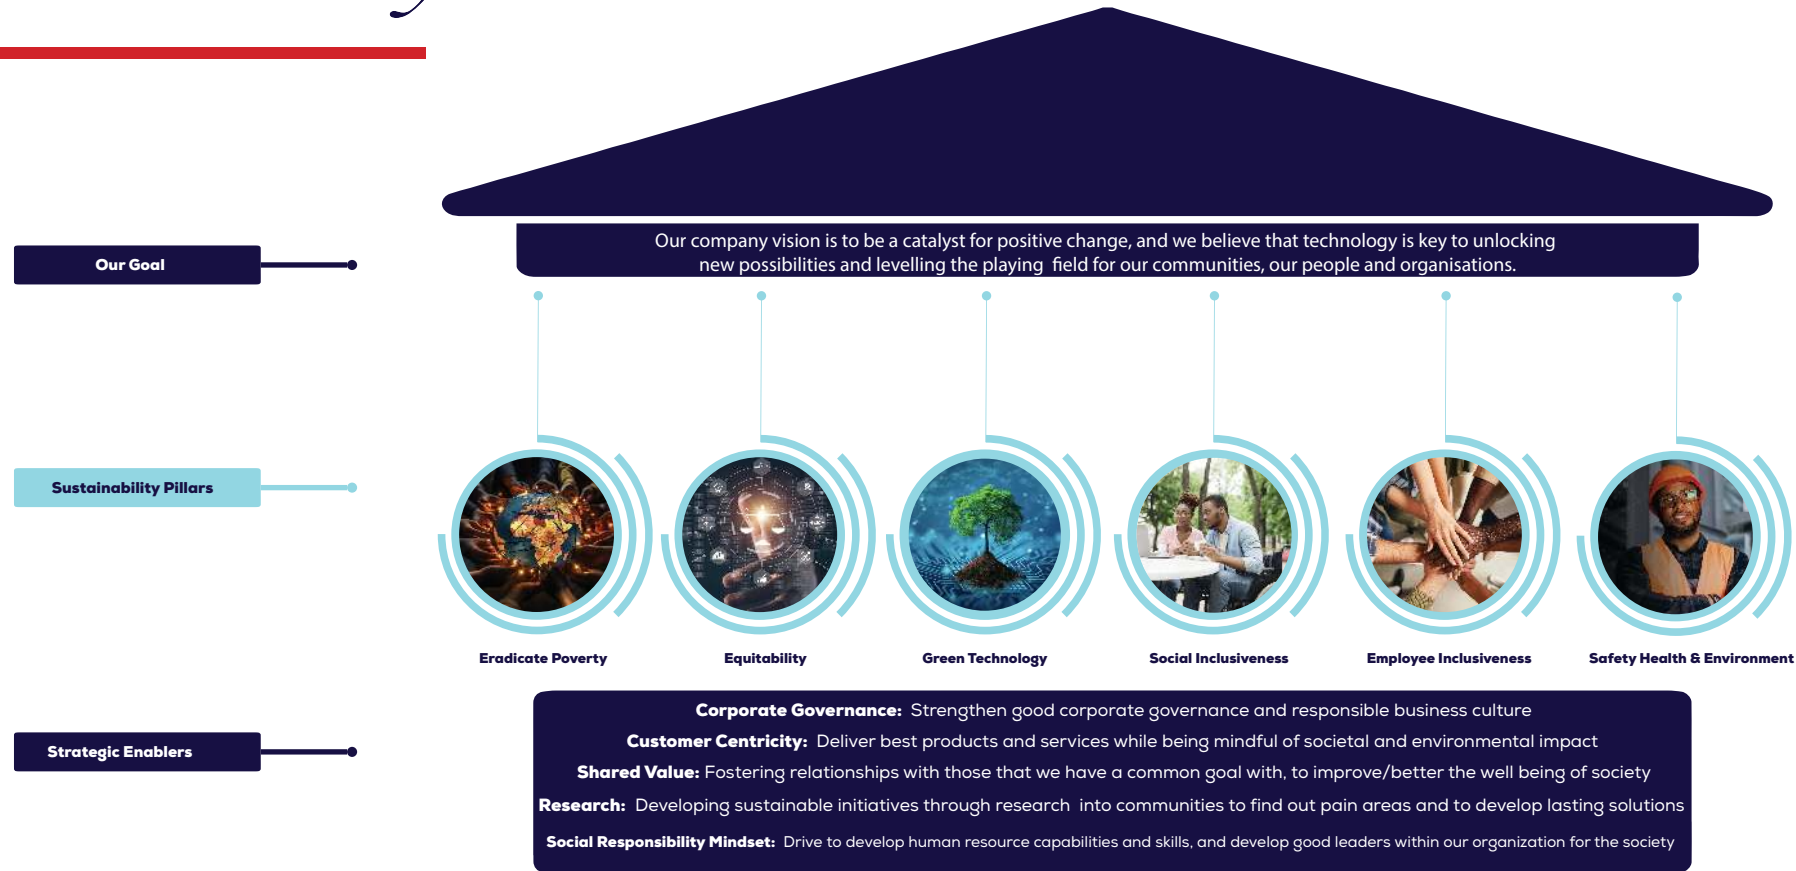 Our Goal
Our company vision is to be a catalyst for positive change, and we believe that technology is key to unlocking
new possibilities and levelling the playing field for our communities, our people and organisations.
Sustainability Pillars
Eradicate Poverty
Equitability
Green Technology
Social Inclusiveness
Employee Inclusiveness
Safety Health & Environment
Strategic Enablers
Corporate Governance: Strengthen good corporate governance and responsible business culture
Customer Centricity: Deliver best products and services while being mindful of societal and environmental impact
Shared Value: Fostering relationships with those that we have a common goal with, to improve/better the well being of society
Research: Developing sustainable initiatives through research into communities to find out pain areas and to develop lasting solutions
Social Responsibility Mindset: Drive to develop human resource capabilities and skills, and develop good leaders within our organization for the society